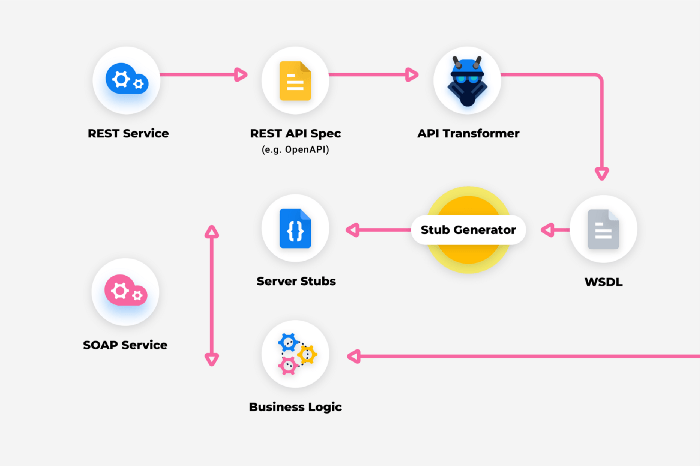 REST Service
REST API Spec
(e.g. OpenAPI)
API Transformer
{}
Server Stubs
Stub Generator
WSDL
SOAP Service
Business Logic